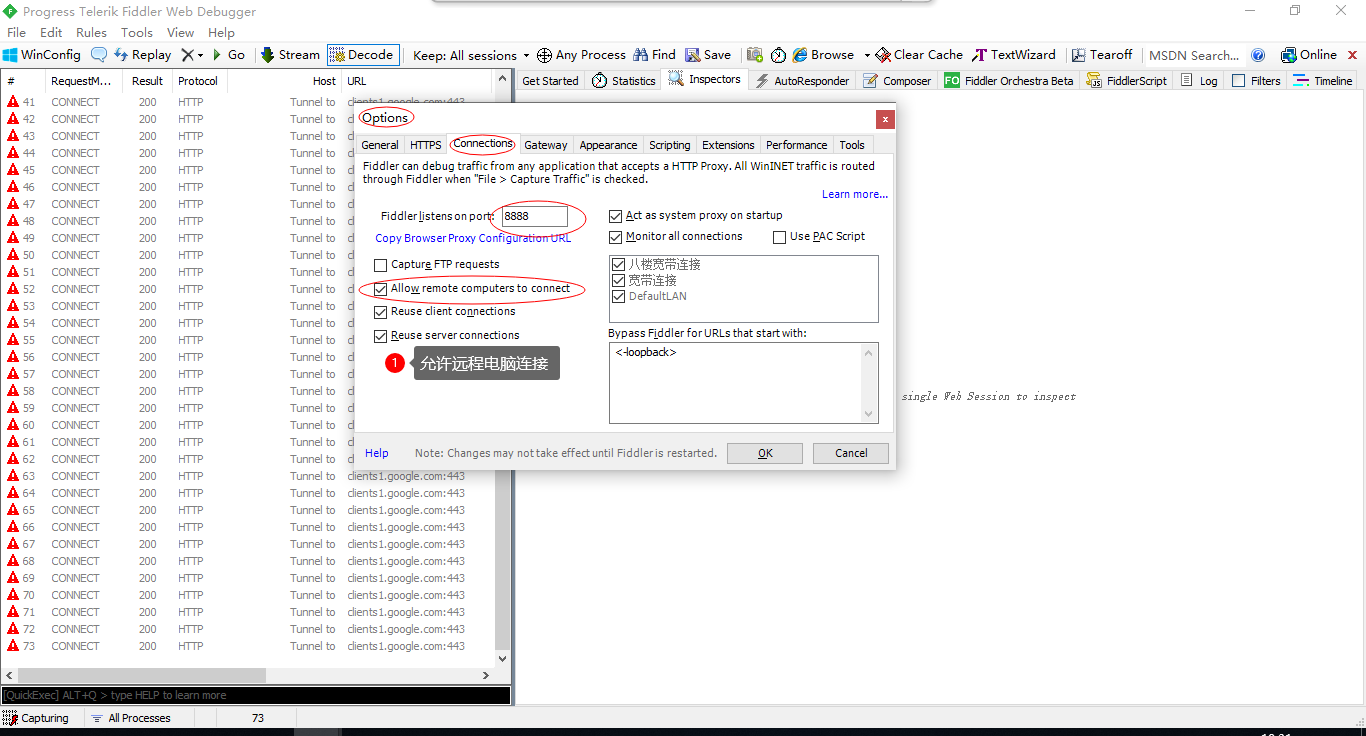 Progress Telerik Fiddler Web Debugger
File Edit Rules Tools View Help
WinConfig Replay Go Stream Decode Keep: All sessions Any Process Find Save Browse Clear Cache TextWizard Tearoff MSDN Search... Online
# RequestM... Result Protocol Host URL
Get Started Statistics Inspectors AutoResponder Composer FO Fiddler Orchestra Beta FiddlerScript Log Filters Timeline
41 CONNECT 200 HTTP Tunnel to clients1.google.com:443
42 CONNECT 200 HTTP Tunnel to
43 CONNECT 200 HTTP Tunnel to
44 CONNECT 200 HTTP Tunnel to
45 CONNECT 200 HTTP Tunnel to
46 CONNECT 200 HTTP Tunnel to
47 CONNECT 200 HTTP Tunnel to
48 CONNECT 200 HTTP Tunnel to
49 CONNECT 200 HTTP Tunnel to
50 CONNECT 200 HTTP Tunnel to
51 CONNECT 200 HTTP Tunnel to
52 CONNECT 200 HTTP Tunnel to
53 CONNECT 200 HTTP Tunnel to
54 CONNECT 200 HTTP Tunnel to
55 CONNECT 200 HTTP Tunnel to
56 CONNECT 200 HTTP Tunnel to
57 CONNECT 200 HTTP Tunnel to
58 CONNECT 200 HTTP Tunnel to
59 CONNECT 200 HTTP Tunnel to
60 CONNECT 200 HTTP Tunnel to
61 CONNECT 200 HTTP Tunnel to
62 CONNECT 200 HTTP Tunnel to
63 CONNECT 200 HTTP Tunnel to clients1.google.com:443
64 CONNECT 200 HTTP Tunnel to clients1.google.com:443
65 CONNECT 200 HTTP Tunnel to clients1.google.com:443
66 CONNECT 200 HTTP Tunnel to clients1.google.com:443
67 CONNECT 200 HTTP Tunnel to clients1.google.com:443
68 CONNECT 200 HTTP Tunnel to clients1.google.com:443
69 CONNECT 200 HTTP Tunnel to clients1.google.com:443
70 CONNECT 200 HTTP Tunnel to clients1.google.com:443
71 CONNECT 200 HTTP Tunnel to clients1.google.com:443
72 CONNECT 200 HTTP Tunnel to clients1.google.com:443
73 CONNECT 200 HTTP Tunnel to clients1.google.com:443
Options
General HTTPS Connections Gateway Appearance Scripting Extensions Performance Tools
Fiddler can debug traffic from any application that accepts a HTTP Proxy. All WinINET traffic is routed
through Fiddler when "File > Capture Traffic" is checked.
Learn more...
Fiddler listens on port: 8888
Copy Browser Proxy Configuration URL
Capture FTP requests
Allow remote computers to connect
Reuse client connections
Reuse server connections
1 允许远程电脑连接
Act as system proxy on startup
Monitor all connections Use PAC Script
八楼宽带连接
宽带连接
DefaultLAN
Bypass Fiddler for URLs that start with:
<-loopback>
Help Note: Changes may not take effect until Fiddler is restarted. OK Cancel
single Web Session to inspect
[QuickExec] ALT+Q > type HELP to learn more
Capturing All Processes 73